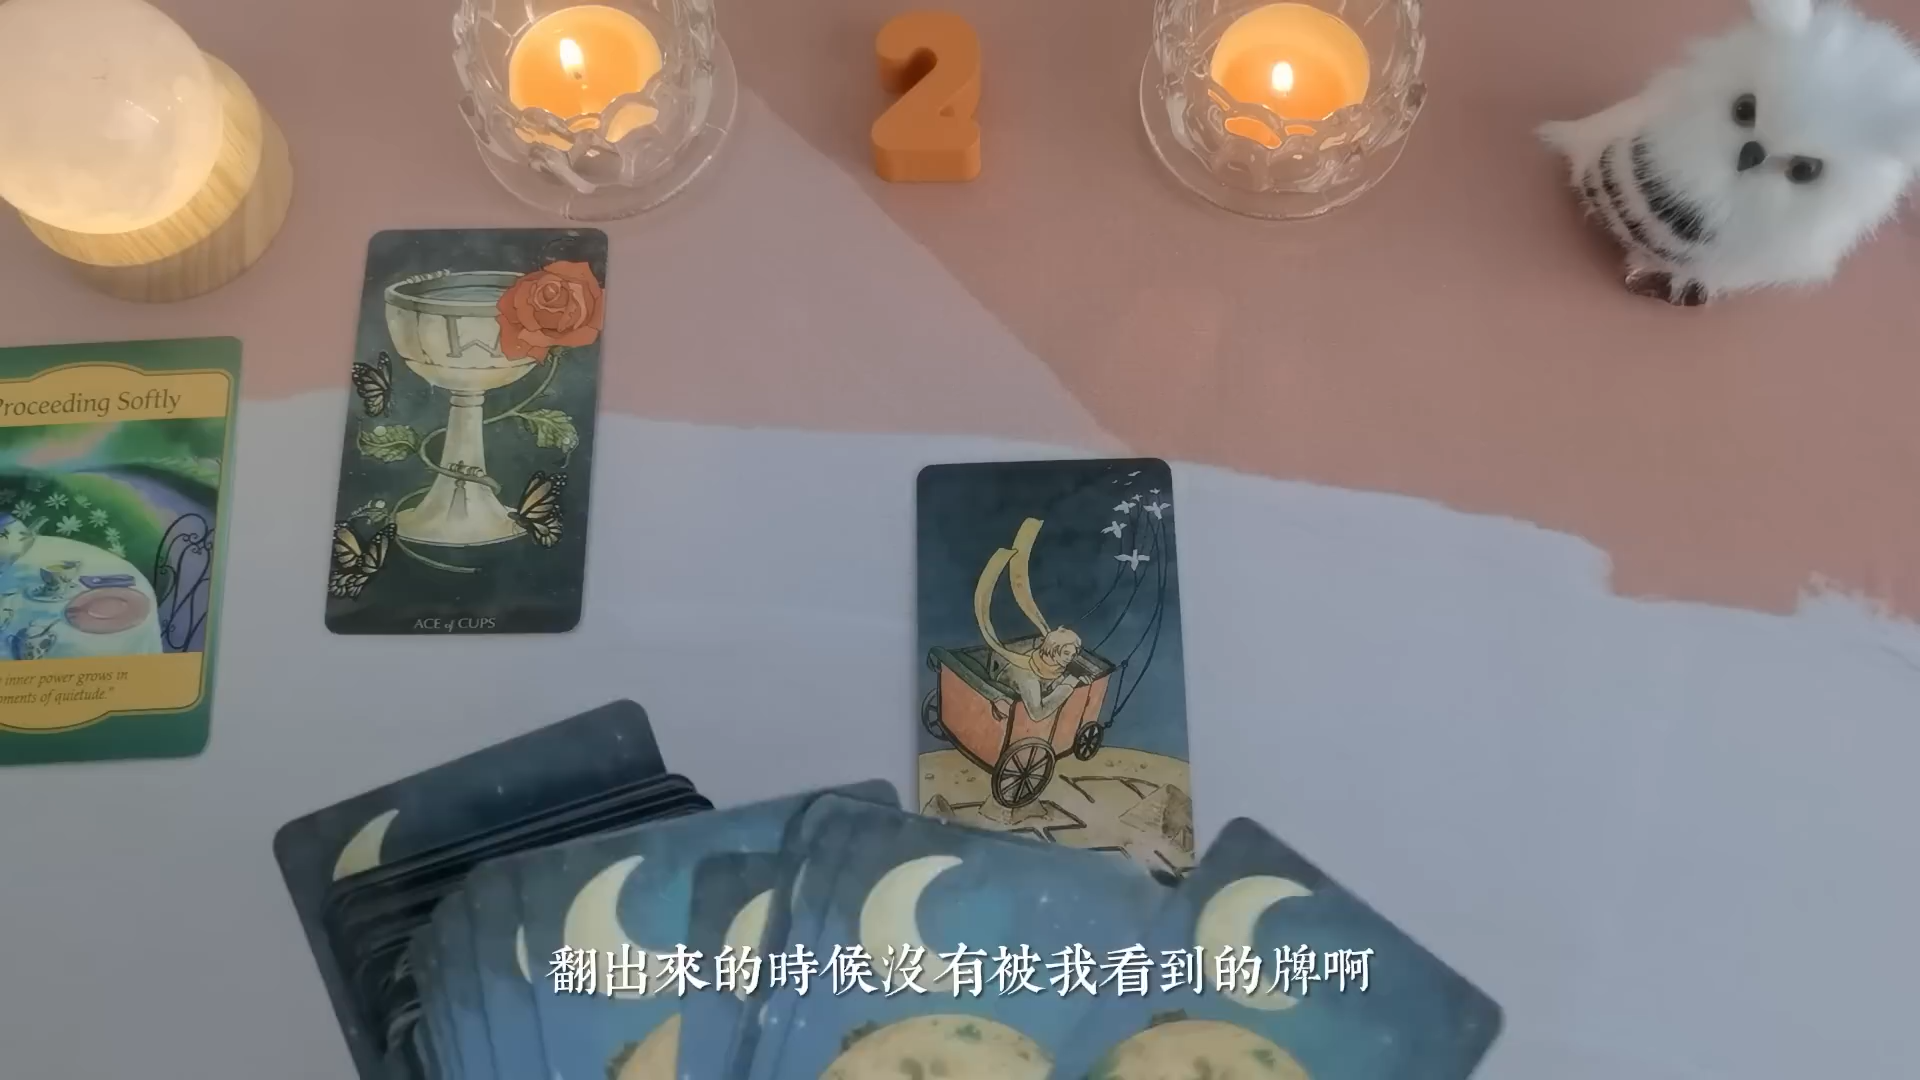 2
Proceeding Softly
inner power grows in
moments of quietude."
ACE of CUPS
翻出來的時候沒有被我看到的牌啊